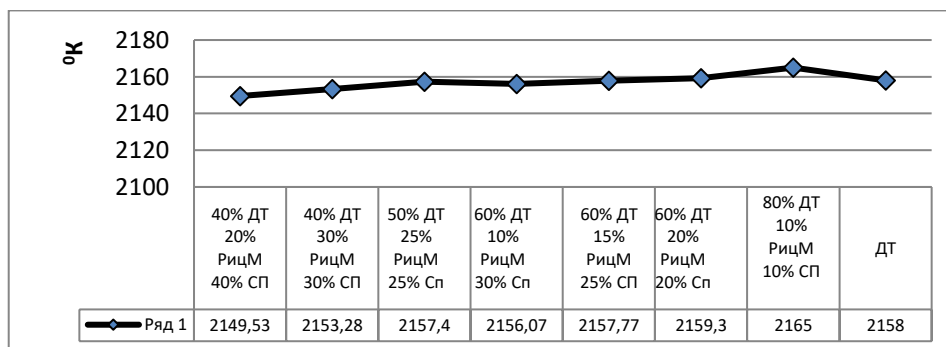 ⁰К
2180
2160
2140
2120
2100
40% ДТ
20%
РицМ
40% СП
40% ДТ
30%
РицМ
30% СП
50% ДТ
25%
РицМ
25% Сп
60% ДТ
10%
РицМ
30% Сп
60% ДТ
15%
РицМ
25% СП
60% ДТ
20%
РицМ
20% Сп
80% ДТ
10%
РицМ
10% СП
ДТ
Ряд 1 2149,53 2153,28 2157,4 2156,07 2157,77 2159,3 2165 2158